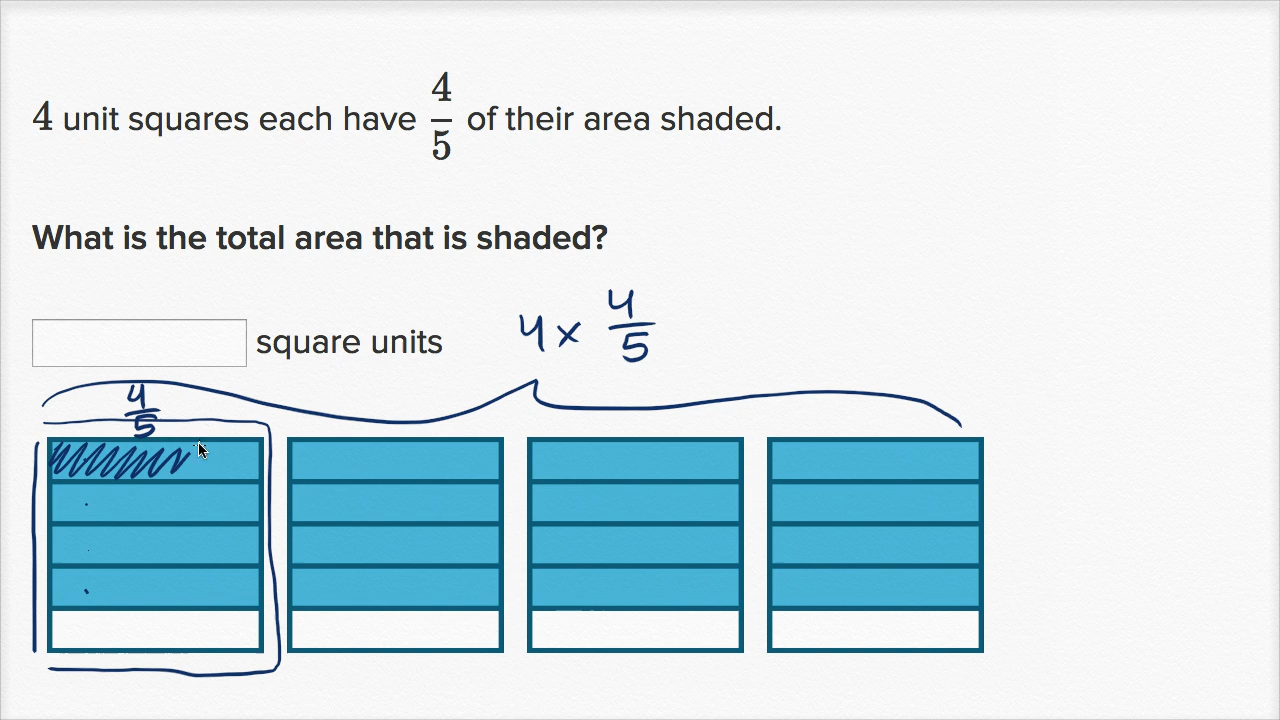 4 unit squares each have 4/5 of their area shaded.
What is the total area that is shaded?
square units
4 x 4/5
4/5